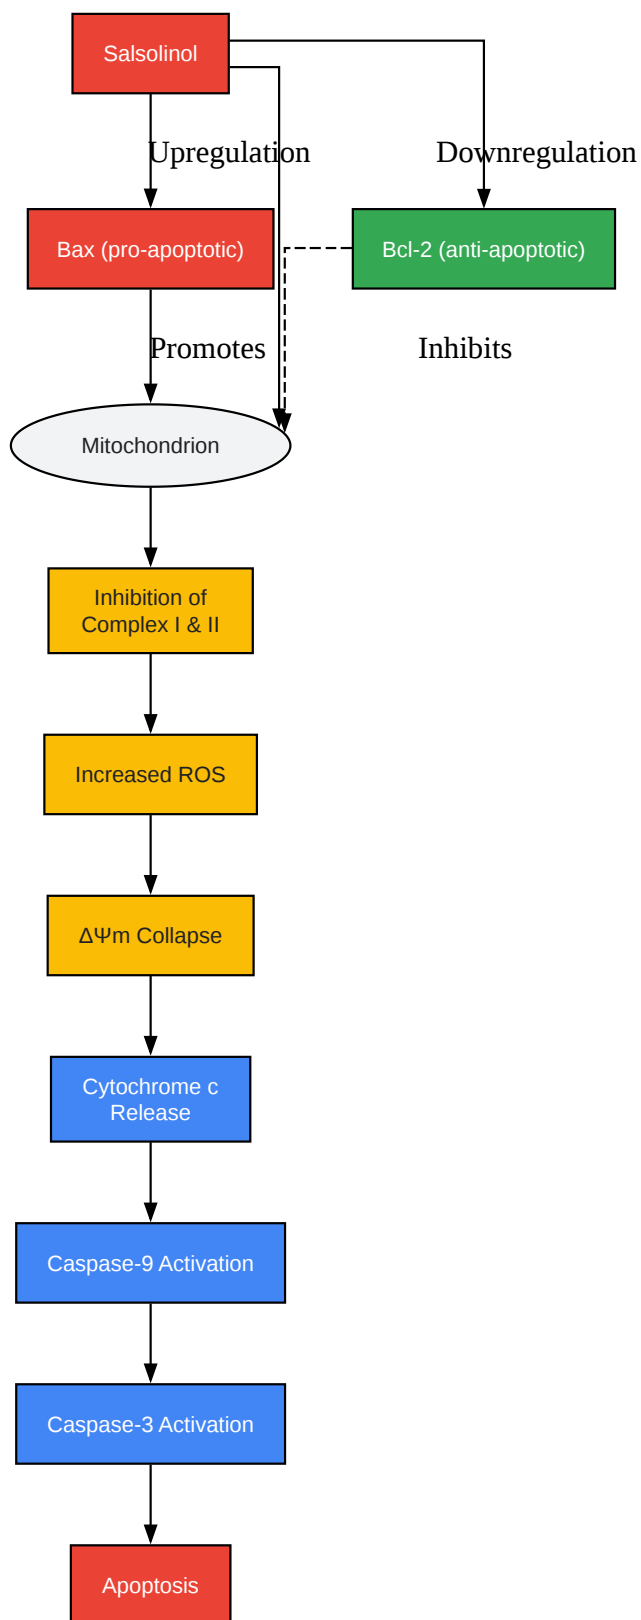 Salsolinol
Upregulation
Downregulation
Bax (pro-apoptotic)
Bcl-2 (anti-apoptotic)
Promotes
Inhibits
Mitochondrion
Inhibition of
Complex I & II
Increased ROS
ΔΨm Collapse
Cytochrome c
Release
Caspase-9 Activation
Caspase-3 Activation
Apoptosis